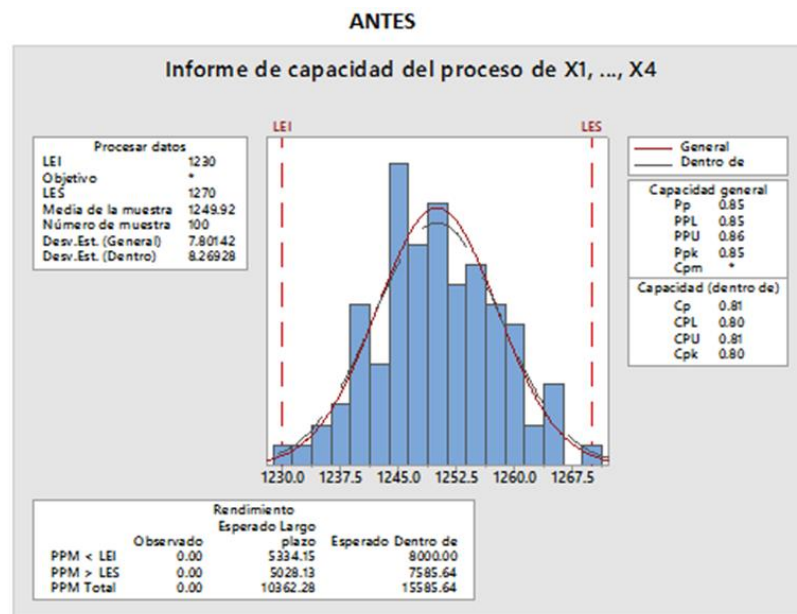 ANTES
Informe de capacidad del proceso de X1, ..., X4
LEI LES
Procesar datos
LEI 1230
Objetivo *
LES 1270
Media de la muestra 1249.92
Número de muestra 100
Desv.Est. (General) 7.80142
Desv.Est. (Dentro) 8.26928
General
Dentro de
Capacidad general
Pp 0.85
PPL 0.85
PPU 0.86
Ppk 0.85
Cpm *
Capacidad (dentro de)
Cp 0.81
CPL 0.80
CPU 0.81
Cpk 0.80
1230.0 1237.5 1245.0 1252.5 1260.0 1267.5
Rendimiento
Esperado Largo
Observado plazo Esperado Dentro de
PPM < LEI 0.00 5334.15 8000.00
PPM > LES 0.00 5028.13 7585.64
PPM Total 0.00 10362.28 15585.64